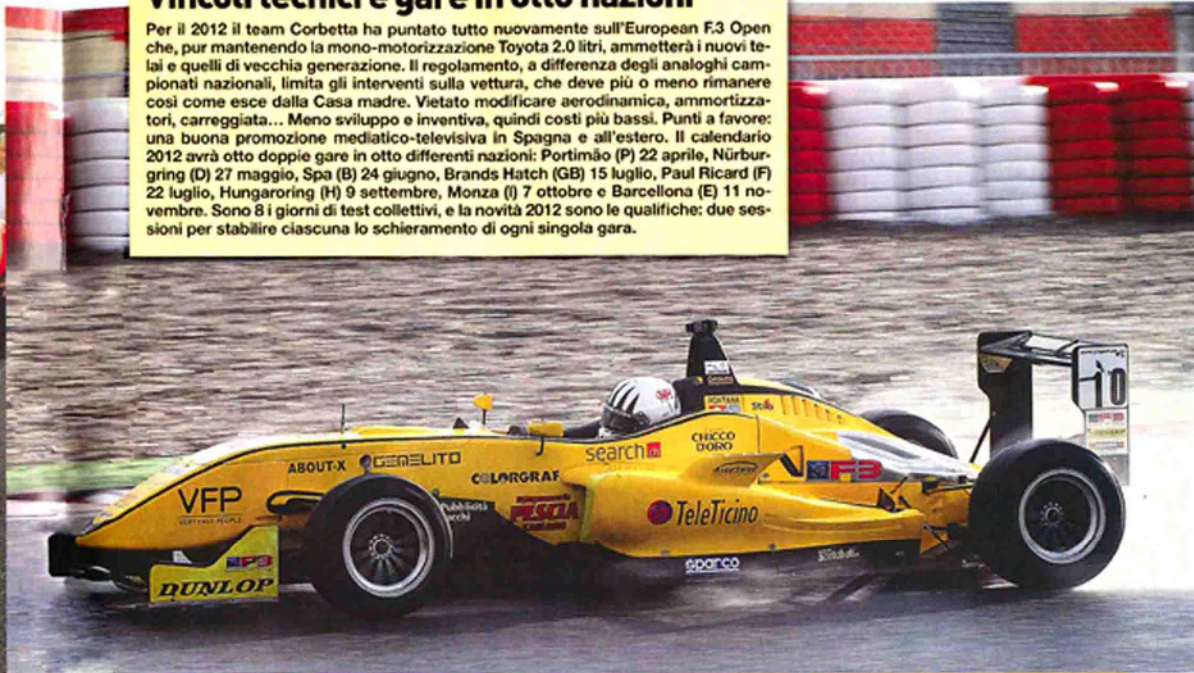 Vincoli tecnici e gare in otto nazioni
Per il 2012 il team Corbetta ha puntato tutto nuovamente sull'European F.3 Open
che, pur mantenendo la mono-motorizzazione Toyota 2.0 litri, ammetterà i nuovi te-
lai e quelli di vecchia generazione. Il regolamento, a differenza degli analoghi cam-
pionati nazionali, limita gli interventi sulla vettura, che deve più o meno rimanere
così come esce dalla Casa madre. Vietato modificare aerodinamica, ammortizza-
tori, carreggiata... Meno sviluppo e inventiva, quindi costi più bassi. Punti a favore:
una buona promozione mediatico-televisiva in Spagna e all'estero. Il calendario
2012 avrà otto doppie gare in otto differenti nazioni: Portimão (P) 22 aprile, Nürbur-
gring (D) 27 maggio, Spa (B) 24 giugno, Brands Hatch (GB) 15 luglio, Paul Ricard (F)
22 luglio, Hungaroring (H) 9 settembre, Monza (I) 7 ottobre e Barcellona (E) 11 no-
vembre. Sono 8 i giorni di test collettivi, e la novità 2012 sono le qualifiche: due ses-
sioni per stabilire ciascuna lo schieramento di ogni singola gara.
10
FONTANA
Stib
CHICCO
D'ORO
search
ABOUT-X
GEMELITO
COLORGRAF
F3
VFP
Pubblicità
PESCIA
TeleTicino
sparco
F3
DUNLOP